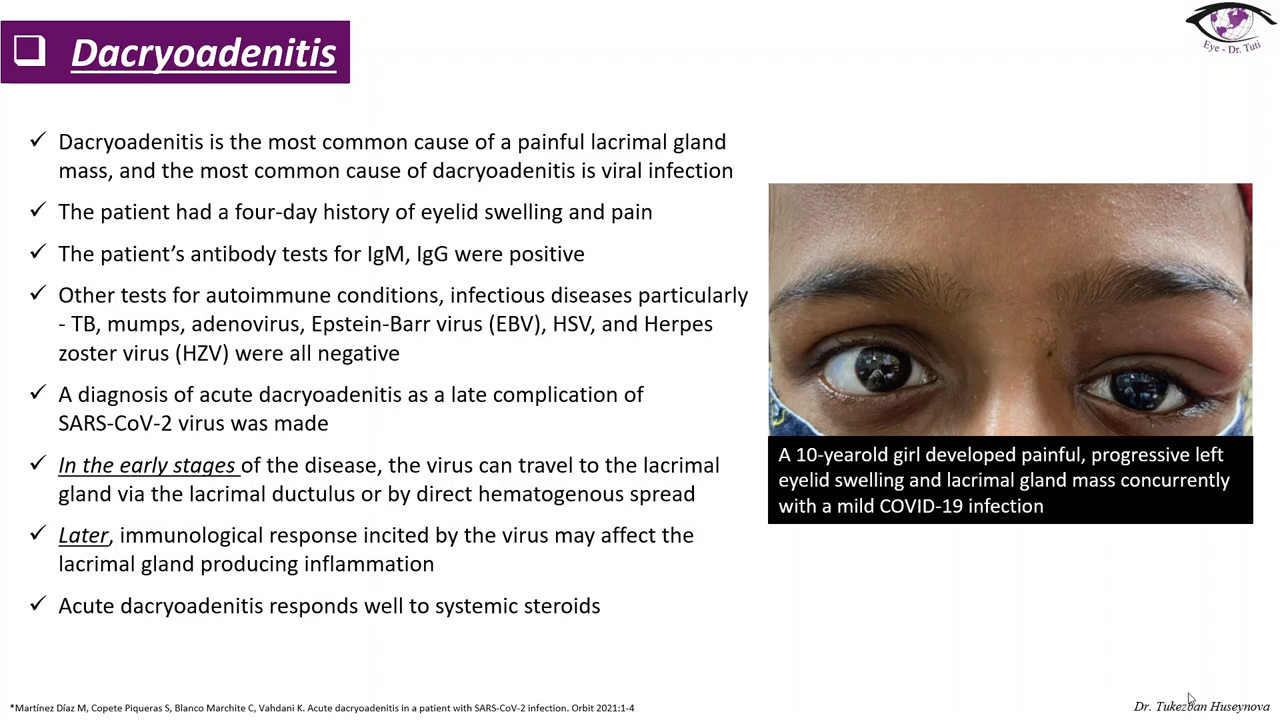 Dacryoadenitis
Eye - Dr. Tuti
Dacryoadenitis is the most common cause of a painful lacrimal gland
mass, and the most common cause of dacryoadenitis is viral infection
The patient had a four-day history of eyelid swelling and pain
The patient’s antibody tests for IgM, IgG were positive
Other tests for autoimmune conditions, infectious diseases particularly
- TB, mumps, adenovirus, Epstein-Barr virus (EBV), HSV, and Herpes
zoster virus (HZV) were all negative
A diagnosis of acute dacryoadenitis as a late complication of
SARS-CoV-2 virus was made
In the early stages of the disease, the virus can travel to the lacrimal
gland via the lacrimal ductulus or by direct hematogenous spread
Later, immunological response incited by the virus may affect the
lacrimal gland producing inflammation
Acute dacryoadenitis responds well to systemic steroids
A 10-yearold girl developed painful, progressive left
eyelid swelling and lacrimal gland mass concurrently
with a mild COVID-19 infection
*Martínez Díaz M, Copete Piqueras S, Blanco Marchite C, Vahdani K. Acute dacryoadenitis in a patient with SARS-CoV-2 infection. Orbit 2021:1-4
Dr. Tukezban Huseynova